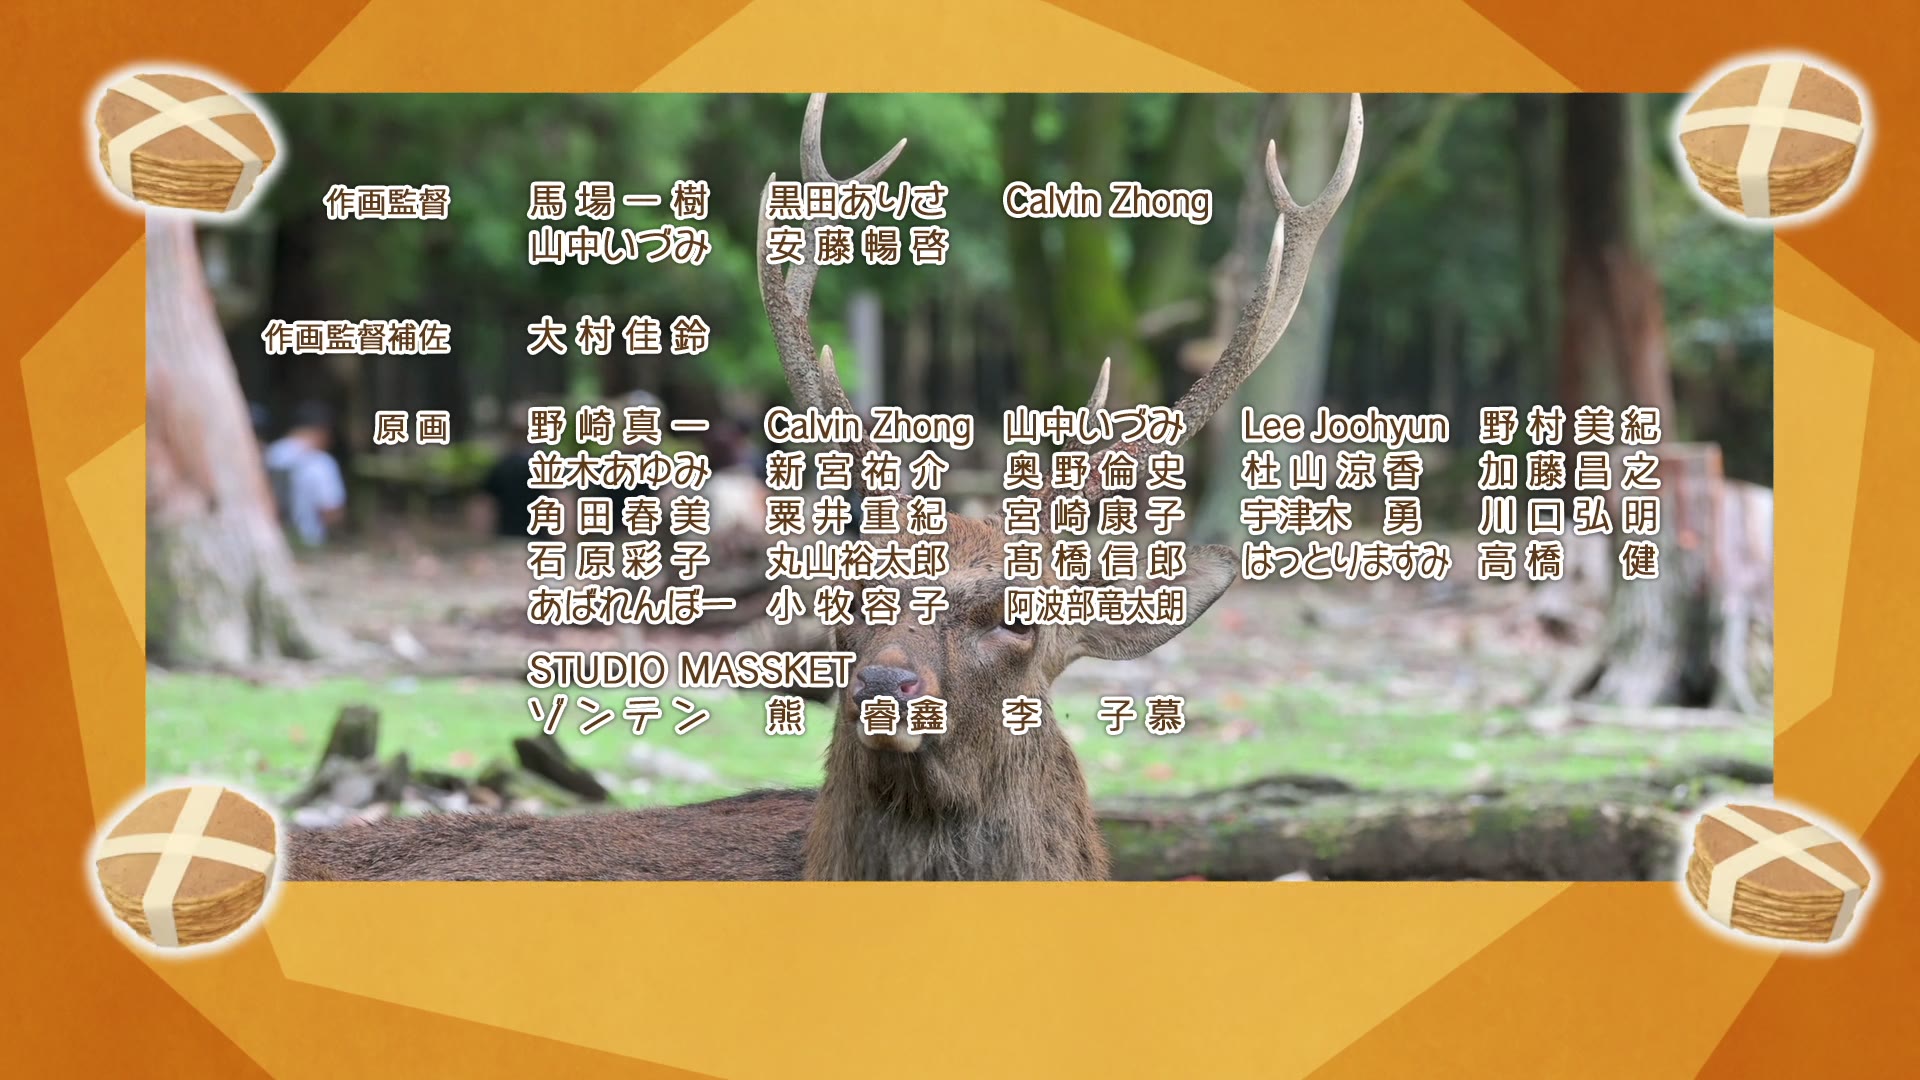 作画監督 馬場一樹 黒田ありさ Calvin Zhong
山中いづみ 安藤暢啓
作画監督補佐 大村佳鈴
原画 野崎真一 Calvin Zhong 山中いづみ Lee Joohyun 野村美紀
並木あゆみ 新宮祐介 奥野倫史 杜山涼香 加藤昌之
角田春美 粟井重紀 宮崎康子 宇津木 勇 川口弘明
石原彩子 丸山裕太郎 髙橋信郎 はっとりますみ 高橋 健
あばれんぼー 小牧容子 阿波部竜太朗
STUDIO MASSKET
ゾンテン 熊 睿鑫 李 子慕